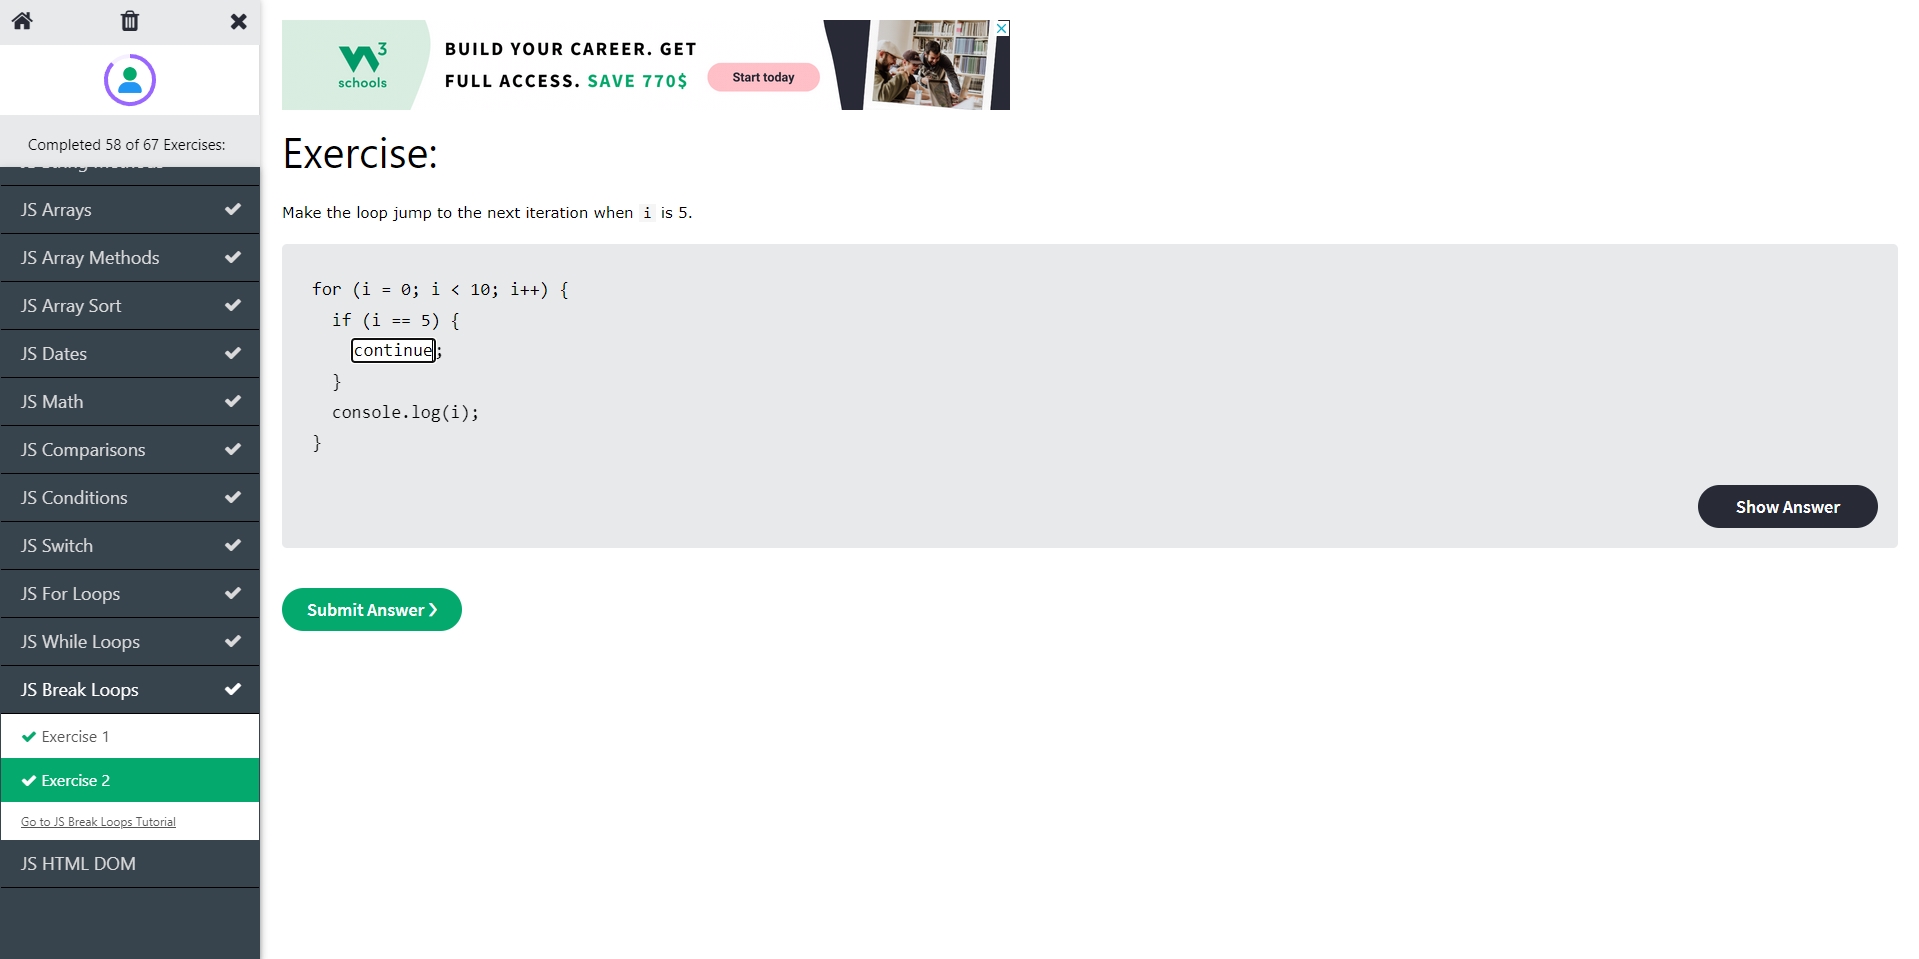 Completed 58 of 67 Exercises:
JS Arrays
JS Array Methods
JS Array Sort
JS Dates
JS Math
JS Comparisons
JS Conditions
JS Switch
JS For Loops
JS While Loops
JS Break Loops
Exercise 1
Exercise 2
Go to JS Break Loops Tutorial
JS HTML DOM
W3
schools
BUILD YOUR CAREER. GET
FULL ACCESS. SAVE 770$
Start today
Exercise:
Make the loop jump to the next iteration when i is 5.
for (i = 0; i < 10; i++) {
  if (i == 5) {
    continue;
  }
  console.log(i);
}
Show Answer
Submit Answer ❯